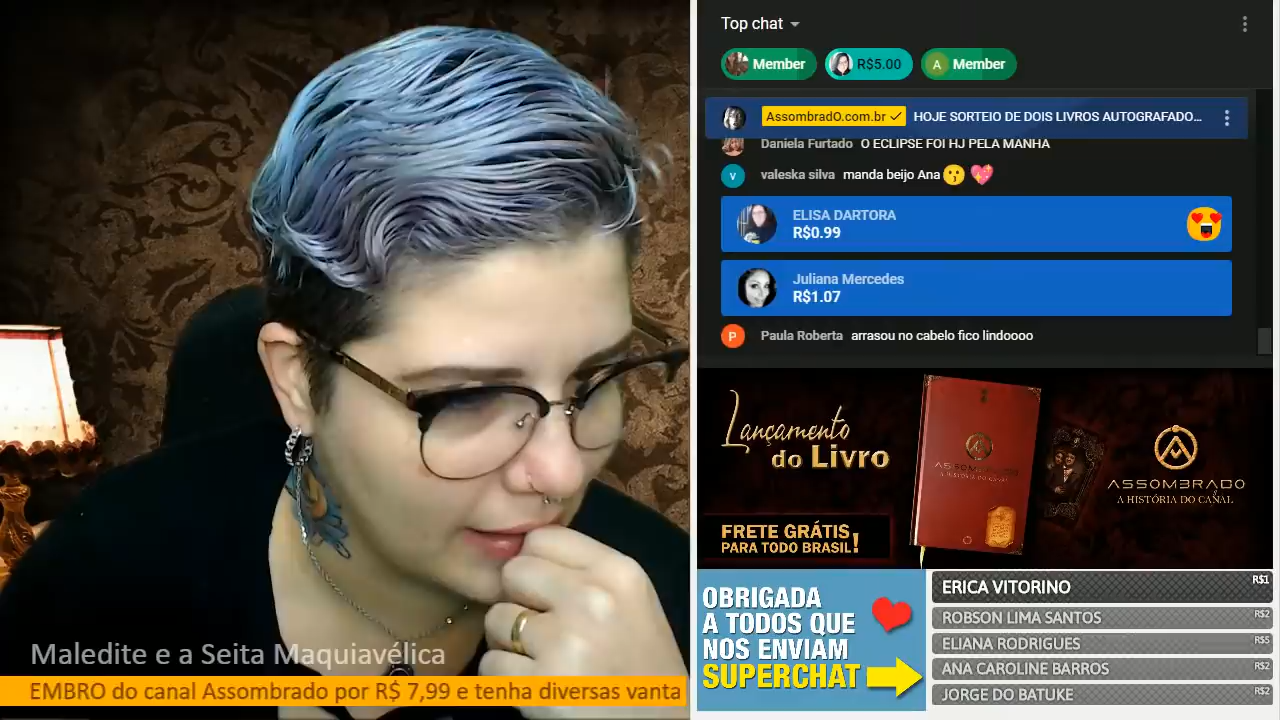 Top chat
Member
R$5.00
A
Member
AssombradO.com.br
HOJE SORTEIO DE DOIS LIVROS AUTOGRAFADO...
Daniela Furtado O ECLIPSE FOI HJ PELA MANHA
v
valeska silva manda beijo Ana
ELISA DARTORA
R$0.99
Juliana Mercedes
R$1.07
P
Paula Roberta arrasou no cabelo fico lindoooo
Lançamento
do Livro
FRETE GRÁTIS
PARA TODO BRASIL!
ASSOMBRADO
A HISTÓRIA DO CANAL
ASSOMBRADO
A HISTÓRIA DO CANAL
OBRIGADA
A TODOS QUE
NOS ENVIAM
SUPERCHAT
ERICA VITORINO R$1
ROBSON LIMA SANTOS R$2
ELIANA RODRIGUES R$5
ANA CAROLINE BARROS R$2
JORGE DO BATUKE R$2
Maledite e a Seita Maquiavélica
EMBRO do canal Assombrado por R$ 7,99 e tenha diversas vanta